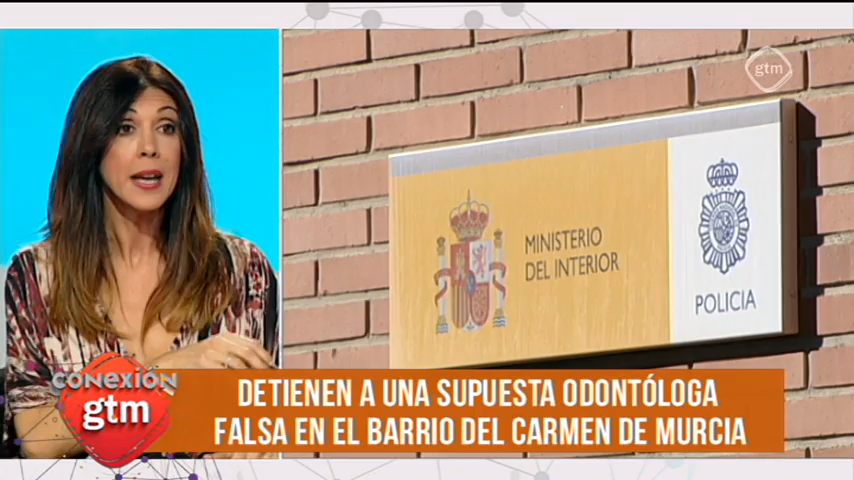 gtm
MINISTERIO
DEL INTERIOR
POLICIA
CONEXIÓN
gtm
DETIENEN A UNA SUPUESTA ODONTÓLOGA
FALSA EN EL BARRIO DEL CARMEN DE MURCIA